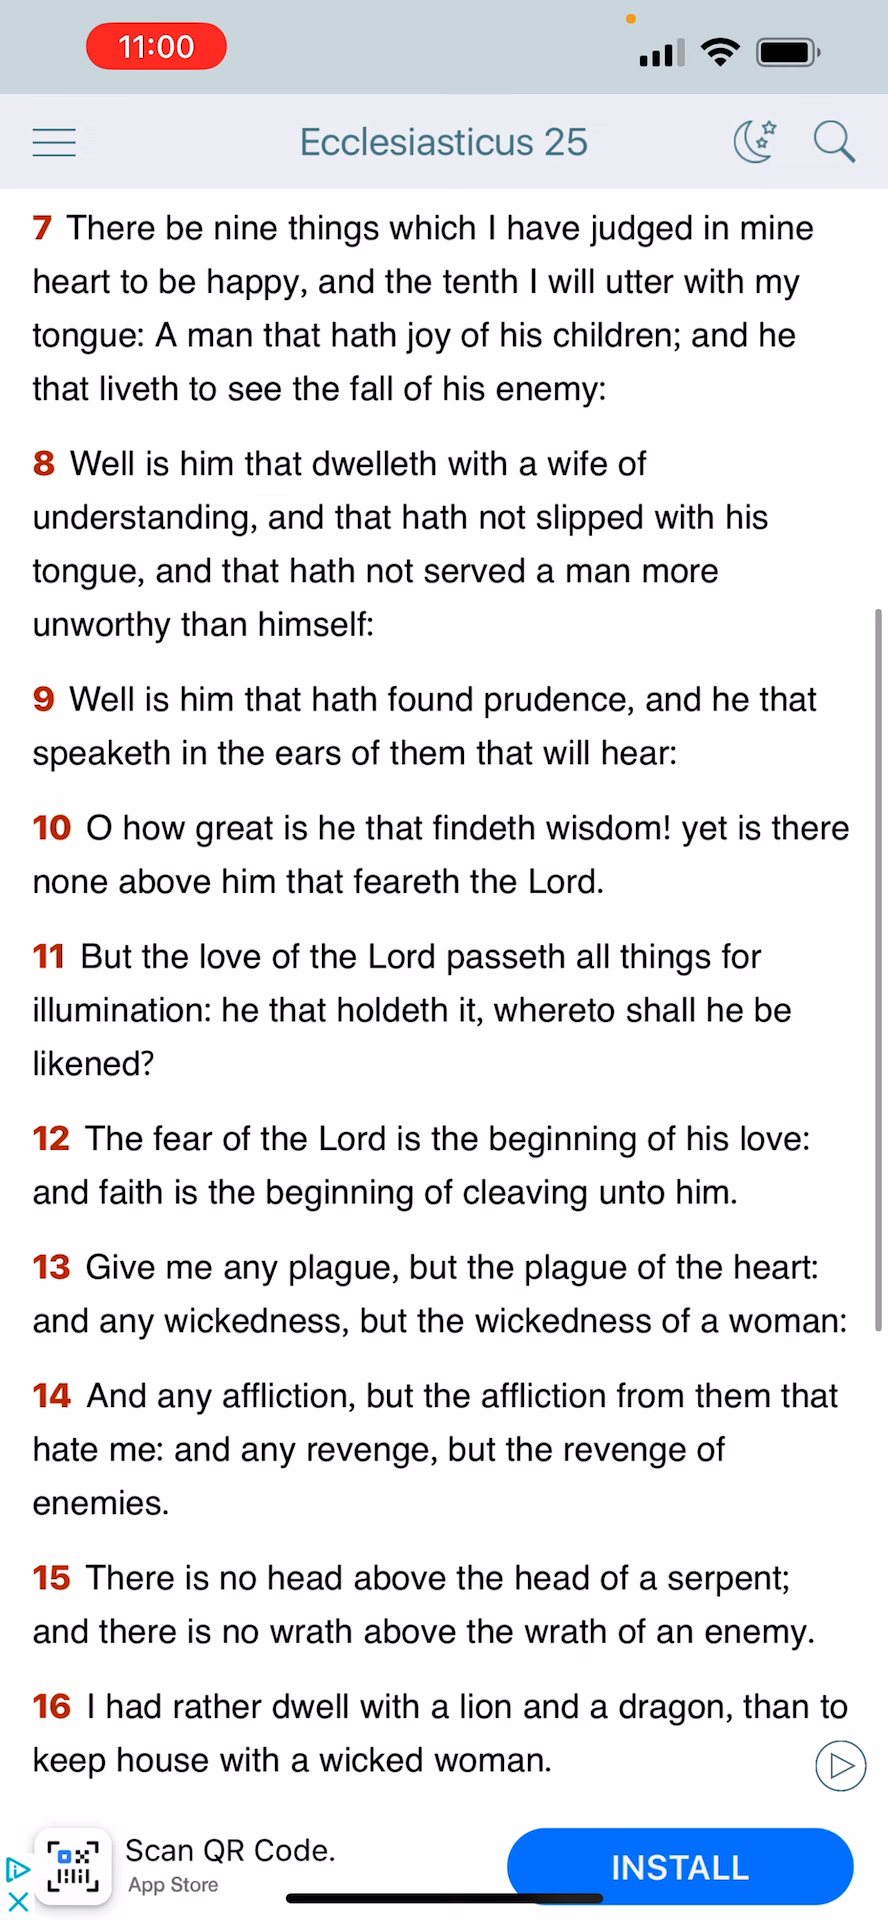 11:00
Ecclesiasticus 25
7 There be nine things which I have judged in mine
heart to be happy, and the tenth I will utter with my
tongue: A man that hath joy of his children; and he
that liveth to see the fall of his enemy:
8 Well is him that dwelleth with a wife of
understanding, and that hath not slipped with his
tongue, and that hath not served a man more
unworthy than himself:
9 Well is him that hath found prudence, and he that
speaketh in the ears of them that will hear:
10 O how great is he that findeth wisdom! yet is there
none above him that feareth the Lord.
11 But the love of the Lord passeth all things for
illumination: he that holdeth it, whereto shall he be
likened?
12 The fear of the Lord is the beginning of his love:
and faith is the beginning of cleaving unto him.
13 Give me any plague, but the plague of the heart:
and any wickedness, but the wickedness of a woman:
14 And any affliction, but the affliction from them that
hate me: and any revenge, but the revenge of
enemies.
15 There is no head above the head of a serpent;
and there is no wrath above the wrath of an enemy.
16 I had rather dwell with a lion and a dragon, than to
keep house with a wicked woman.
Scan QR Code.
App Store
INSTALL